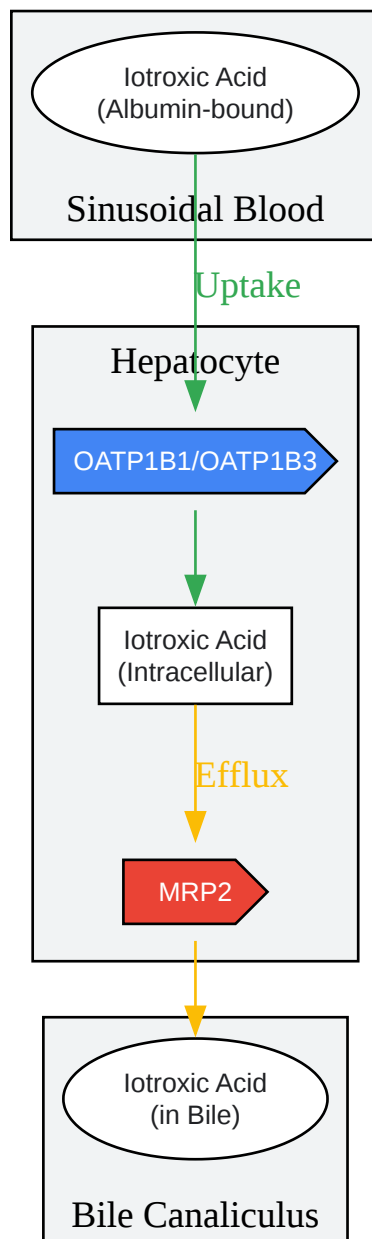 Iotroxic Acid
(Albumin-bound)
Sinusoidal Blood
Uptake
Hepatocyte
OATP1B1/OATP1B3
Iotroxic Acid
(Intracellular)
Efflux
MRP2
Iotroxic Acid
(in Bile)
Bile Canaliculus